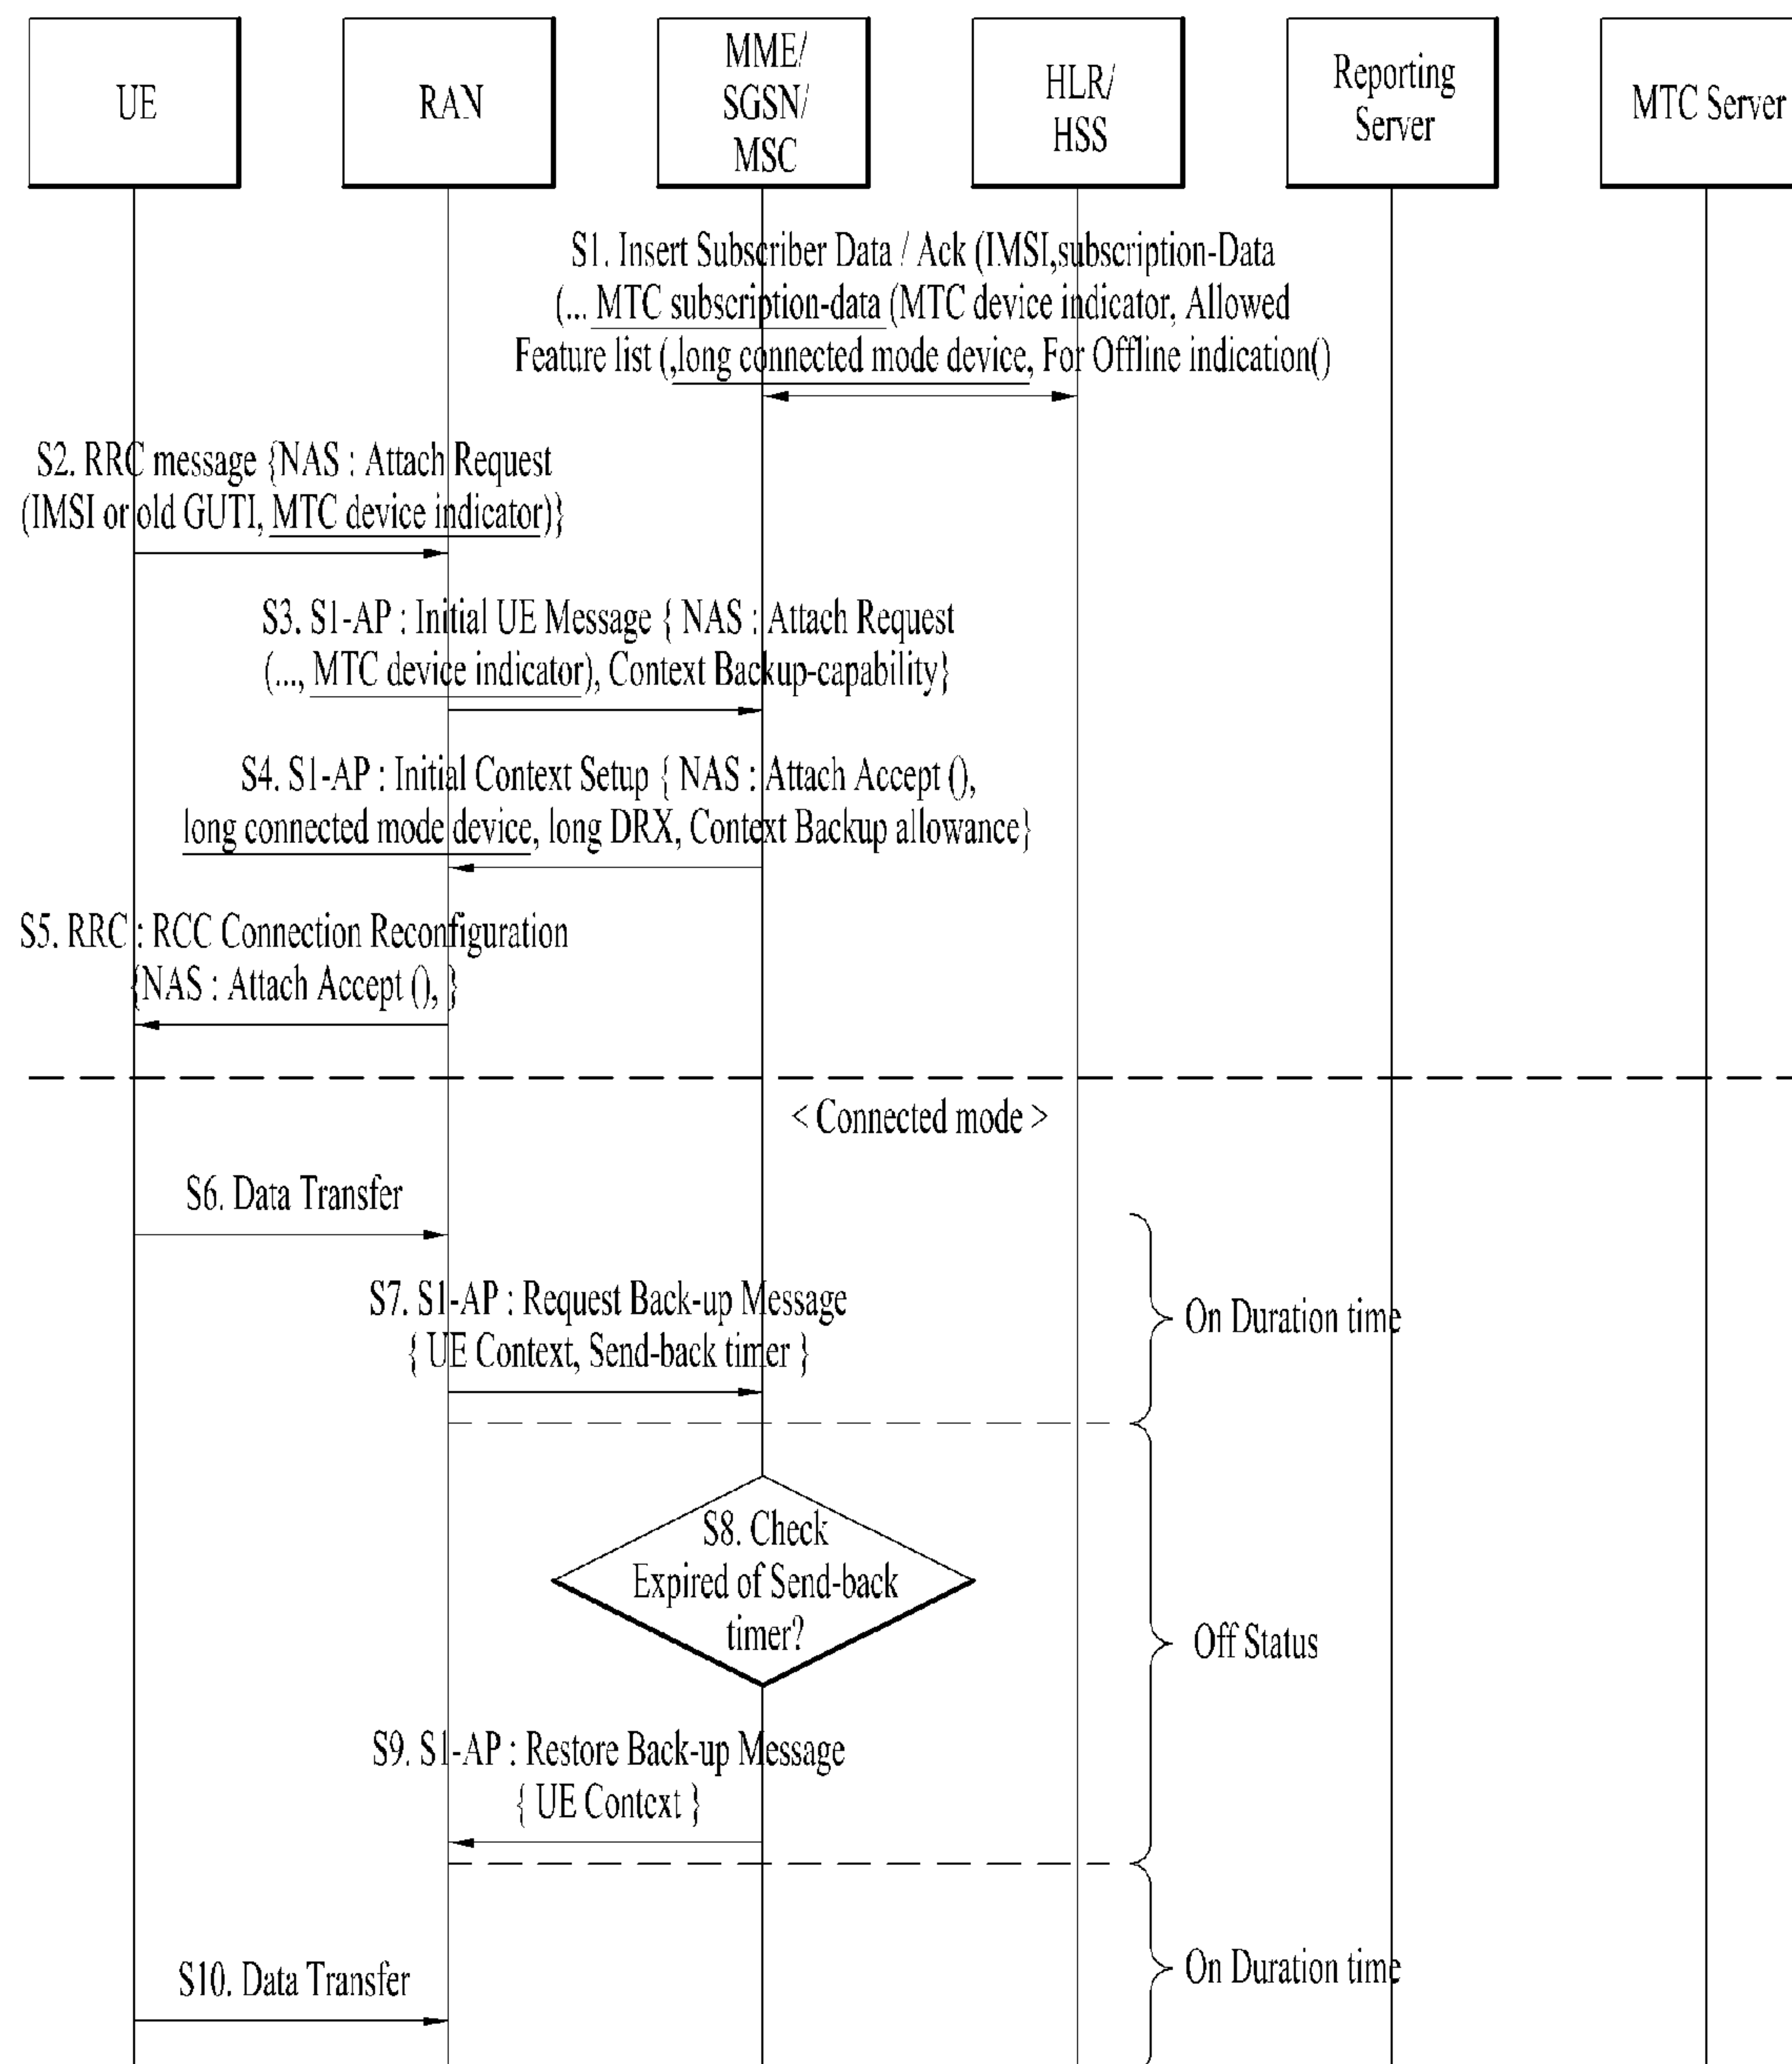 UE
RAN
MME/
SGSN/
MSC
HLR/
HSS
Reporting
Server
MTC Server
S1. Insert Subscriber Data / Ack (IMSI,subscription-Data
(... MTC subscription-data (MTC device indicator, Allowed
Feature list (,long connected mode device, For Offline indication()
S2. RRC message {NAS : Attach Request
(IMSI or old GUTI, MTC device indicator)}
S3. S1-AP : Initial UE Message { NAS : Attach Request
(..., MTC device indicator), Context Backup-capability}
S4. S1-AP : Initial Context Setup { NAS : Attach Accept (),
long connected mode device, long DRX, Context Backup allowance}
S5. RRC : RCC Connection Reconfiguration
{NAS : Attach Accept (), }
< Connected mode >
S6. Data Transfer
S7. S1-AP : Request Back-up Message
{ UE Context, Send-back timer }
On Duration time
S8. Check
Expired of Send-back
timer?
Off Status
S9. S1-AP : Restore Back-up Message
{ UE Context }
On Duration time
S10. Data Transfer